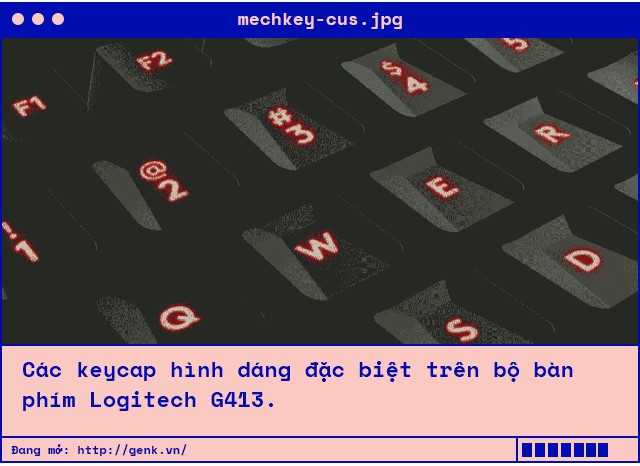 mechkey-cus.jpg
F1
F2
$
4
5
#
3
R
@
2
E
!
1
W
D
Q
S
Các keycap hình dáng đặc biệt trên bộ bàn
phím Logitech G413.
Đang mở: http://genk.vn/